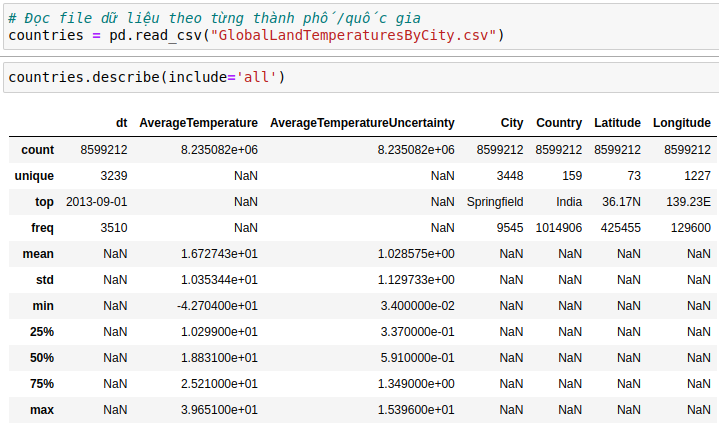 # Đọc file dữ liệu theo từng thành phố/quốc gia
countries = pd.read_csv("GlobalLandTemperaturesByCity.csv")
countries.describe(include='all')
dt AverageTemperature AverageTemperatureUncertainty City Country Latitude Longitude
count 8599212 8.235082e+06 8.235082e+06 8599212 8599212 8599212 8599212
unique 3239 NaN NaN 3448 159 73 1227
top 2013-09-01 NaN NaN Springfield India 36.17N 139.23E
freq 3510 NaN NaN 9545 1014906 425455 129600
mean NaN 1.672743e+01 1.028575e+00 NaN NaN NaN NaN
std NaN 1.035344e+01 1.129733e+00 NaN NaN NaN NaN
min NaN -4.270400e+01 3.400000e-02 NaN NaN NaN NaN
25% NaN 1.029900e+01 3.370000e-01 NaN NaN NaN NaN
50% NaN 1.883100e+01 5.910000e-01 NaN NaN NaN NaN
75% NaN 2.521000e+01 1.349000e+00 NaN NaN NaN NaN
max NaN 3.965100e+01 1.539600e+01 NaN NaN NaN NaN